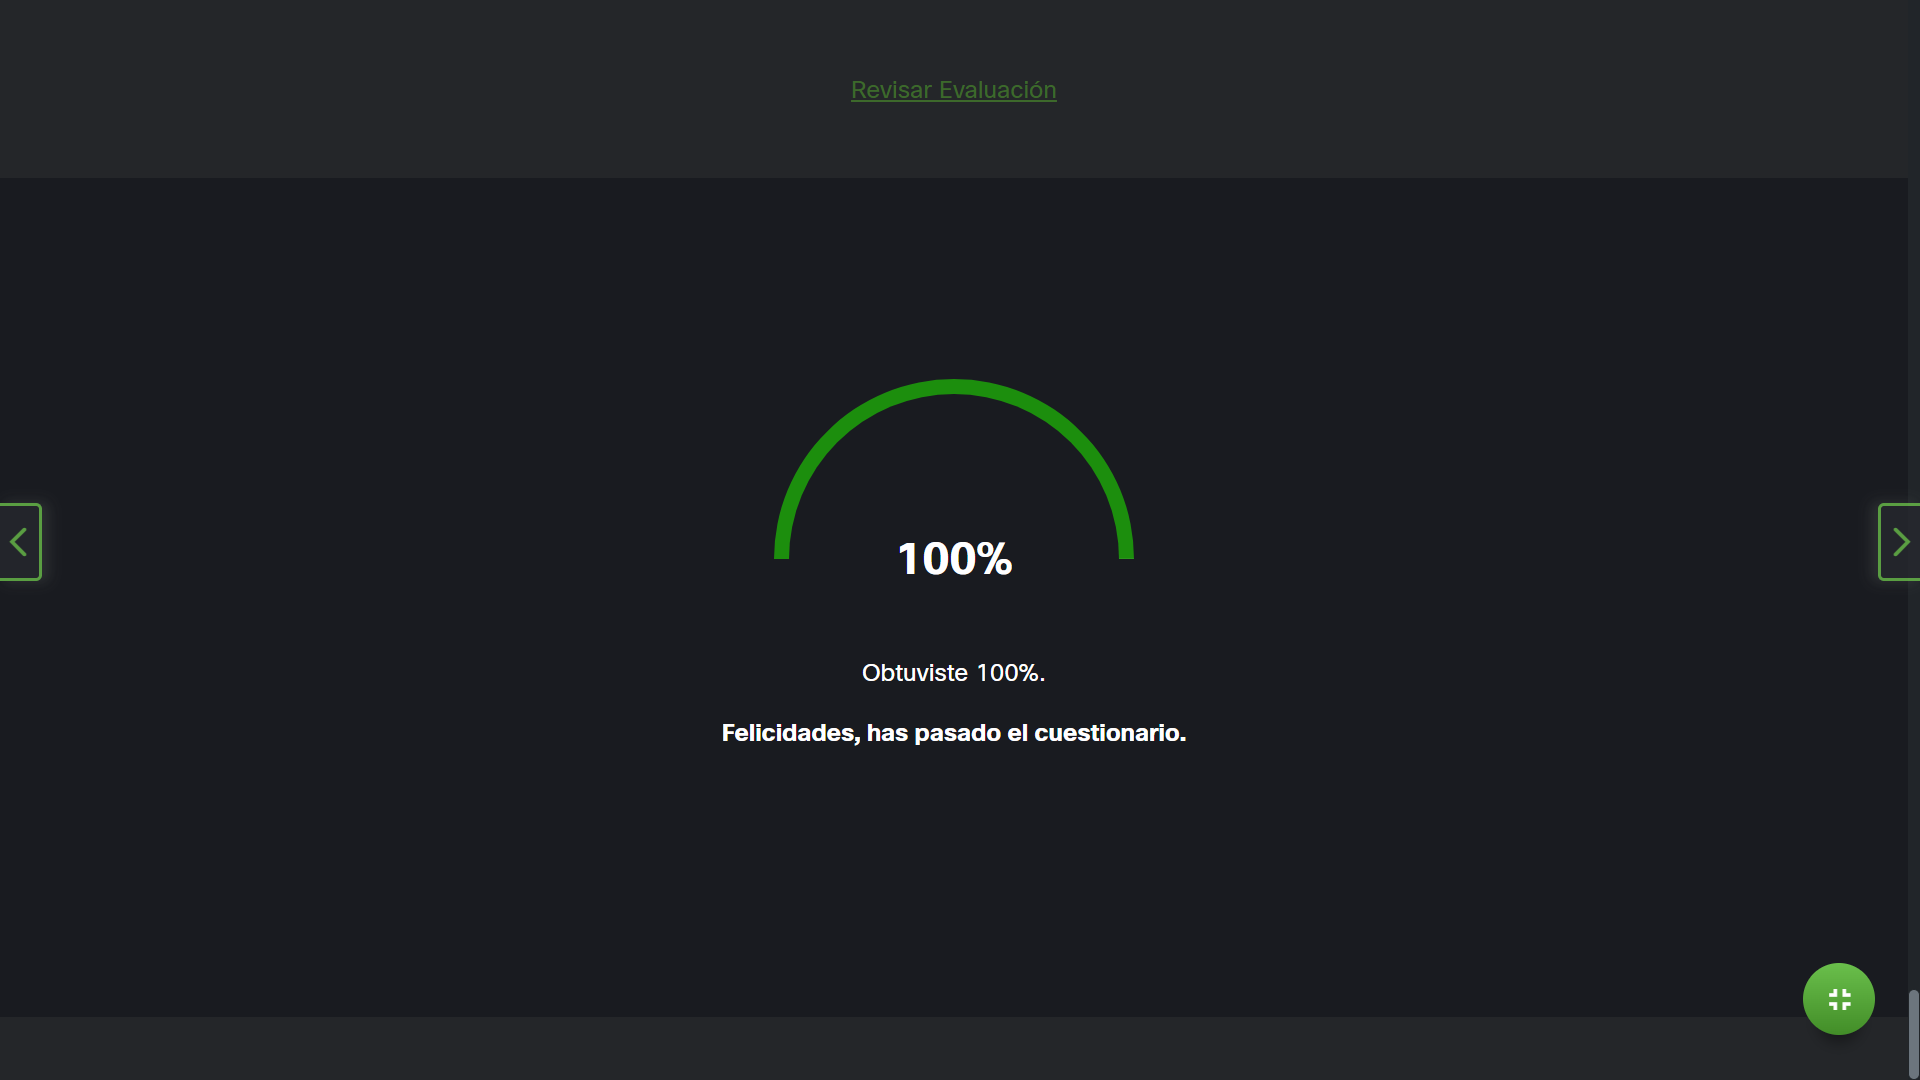 Revisar Evaluación
100%
Obtuviste 100%.
Felicidades, has pasado el cuestionario.